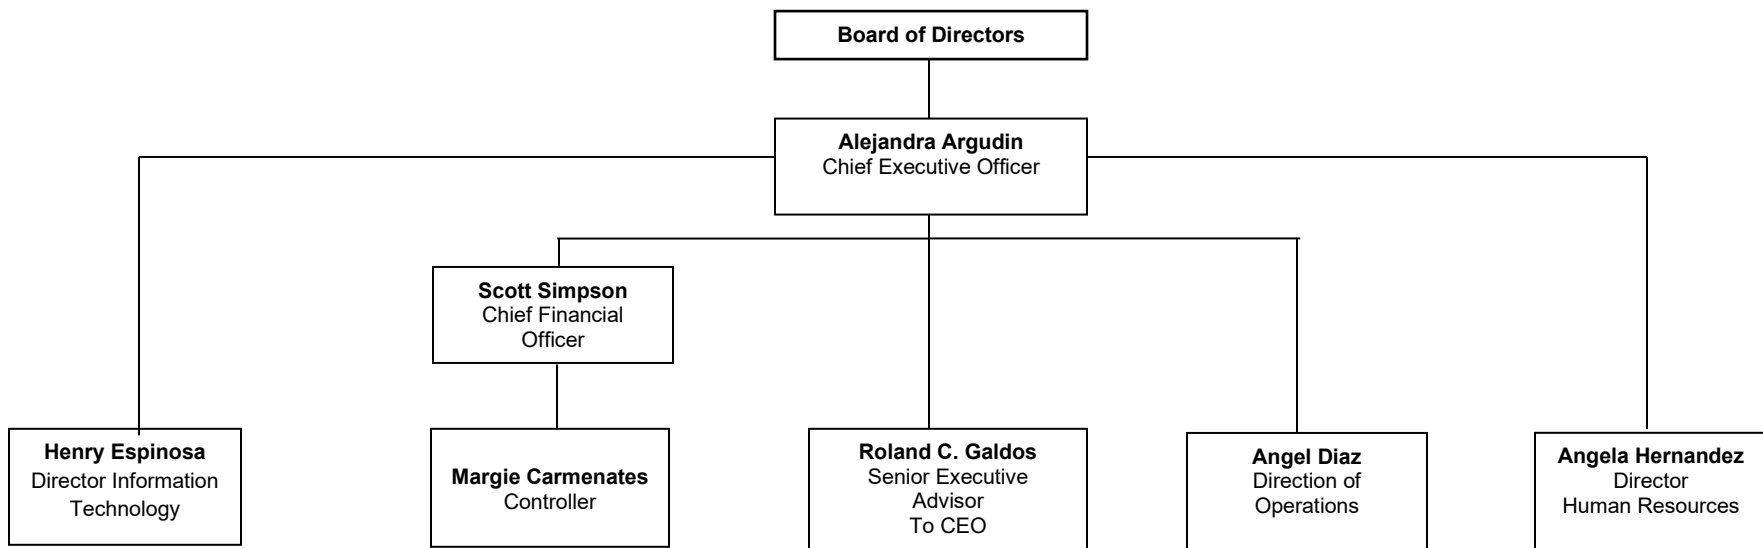 Board of Directors
Alejandra Argudin
Chief Executive Officer
Scott Simpson
Chief Financial
Officer
Henry Espinosa
Director Information
Technology
Margie Carmenates
Controller
Roland C. Galdos
Senior Executive
Advisor
To CEO
Angel Diaz
Direction of
Operations
Angela Hernandez
Director
Human Resources